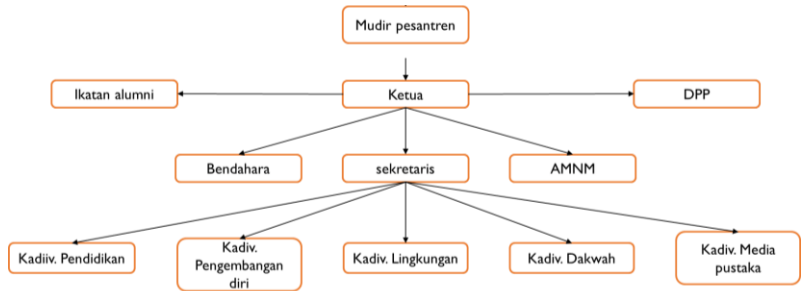 Mudir pesantren
Ikatan alumni
Ketua
DPP
Bendahara
sekretaris
AMNM
Kadiiv. Pendidikan
Kadiv.
Pengembangan
diri
Kadiv. Lingkungan
Kadiv. Dakwah
Kadiv. Media
pustaka